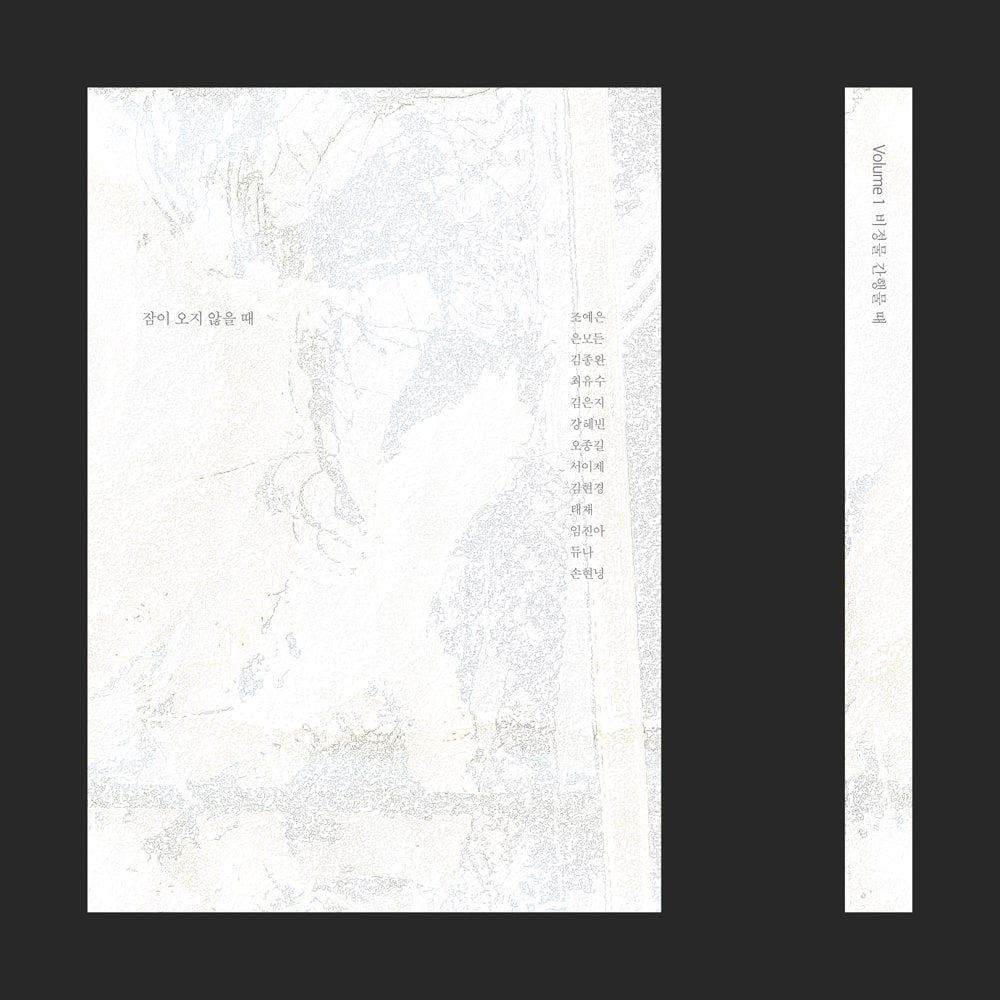 잠이 오지 않을 때
조예은
은모든
김종완
최유수
김은지
강혜빈
오종길
서이제
김현경
태재
임진아
듀나
손현녕
Volume 1 비정물 간행물 때